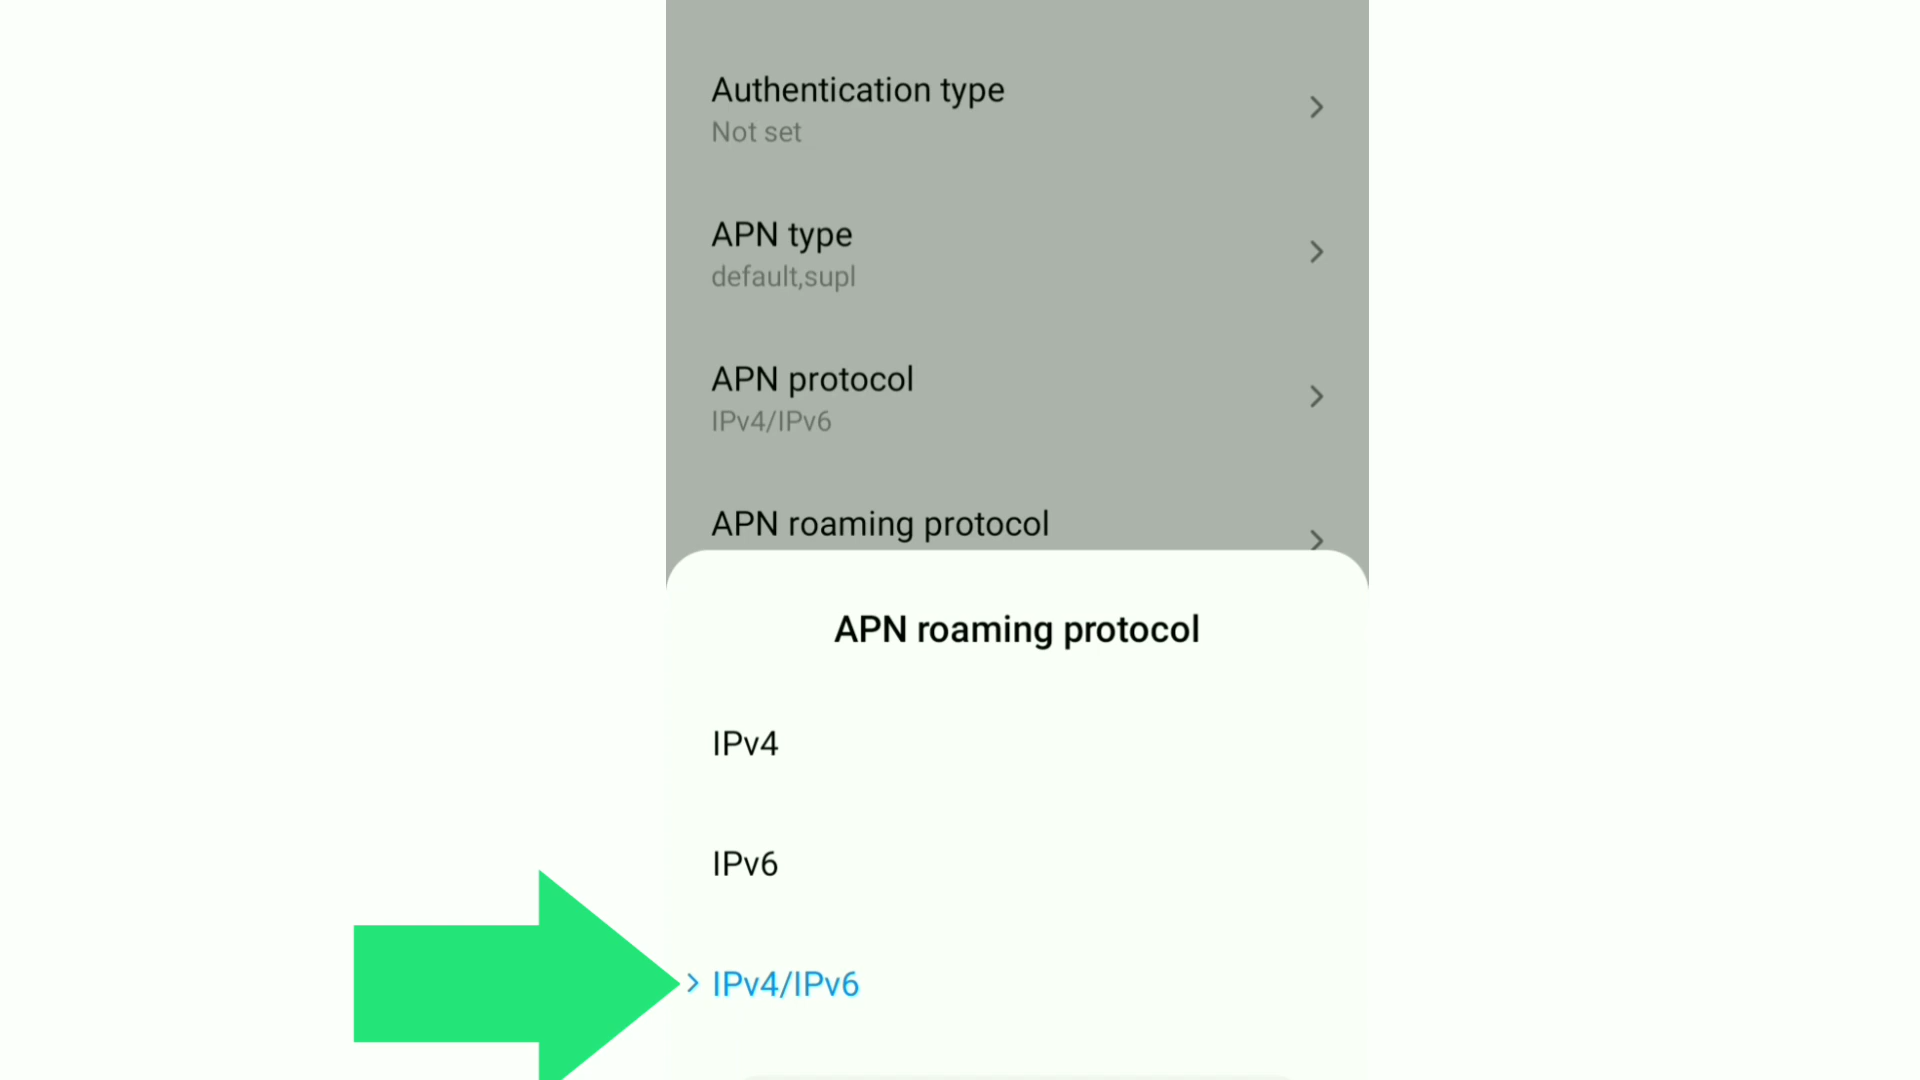 Authentication type
Not set
APN type
default,supl
APN protocol
IPv4/IPv6
APN roaming protocol
APN roaming protocol
IPv4
IPv6
IPv4/IPv6